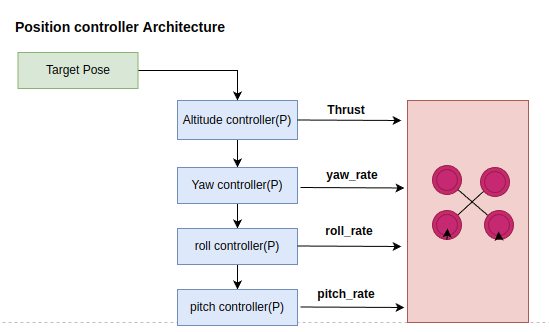 Position controller Architecture
Target Pose
Altitude controller(P)
Thrust
Yaw controller(P)
yaw_rate
roll controller(P)
roll_rate
pitch controller(P)
pitch_rate